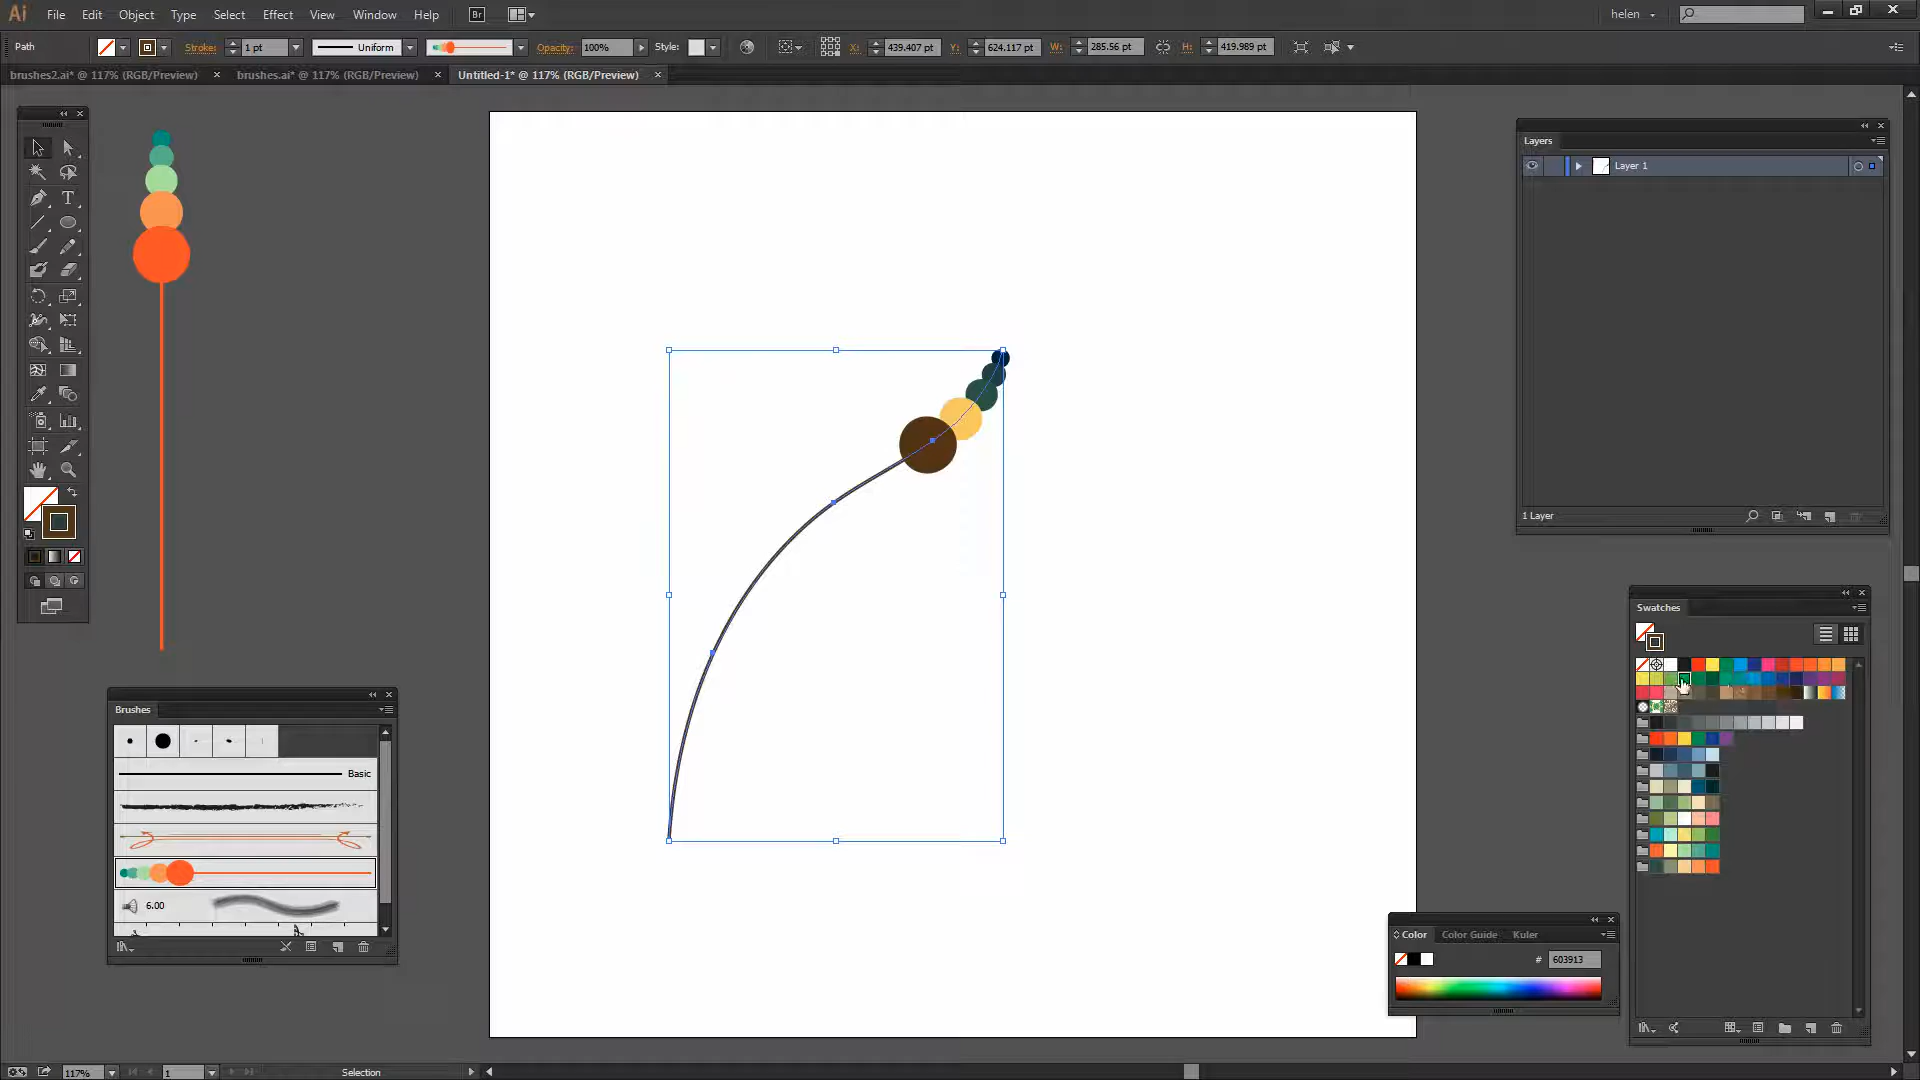 Ai File Edit Object Type Select Effect View Window Help Br helen
Path Stroke: 1 pt Uniform Opacity: 100% Style: X: 439.407 pt Y: 624.117 pt W: 285.56 pt H: 419.989 pt
brushes2.ai* @ 117% (RGB/Preview) × brushes.ai* @ 117% (RGB/Preview) × Untitled-1* @ 117% (RGB/Preview) ×
Layers
Layer 1
1 Layer
Swatches
Brushes
Basic
6.00
Color Color Guide Kuler
# 603913
117% 1 Selection